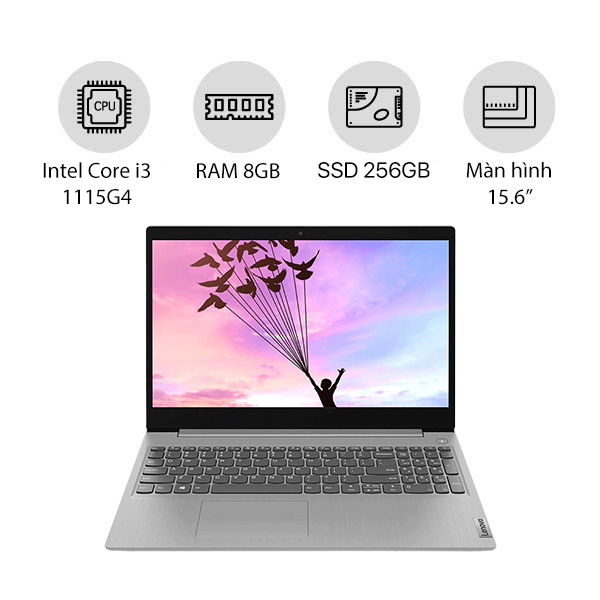 CPU
Intel Core i3
1115G4
RAM 8GB
SSD 256GB
Màn hình
15.6”
Lenovo